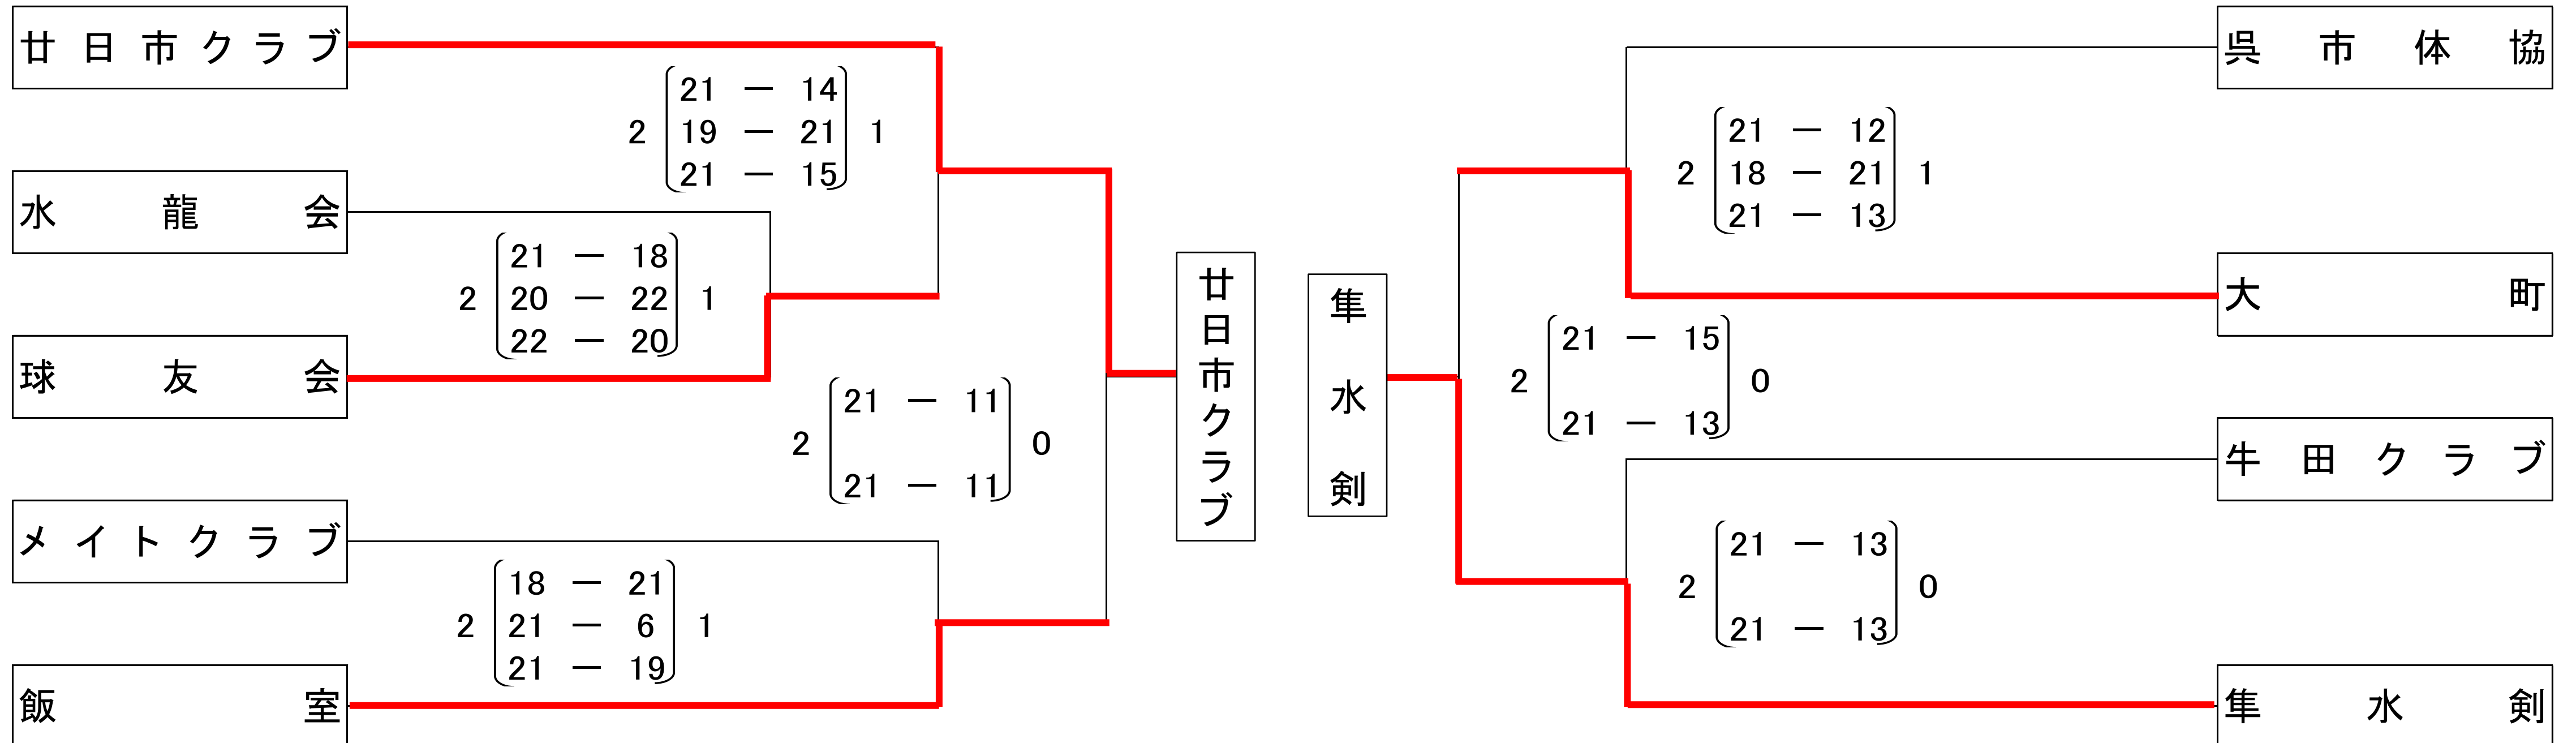 廿日市クラブ
21 － 14
2 19 － 21 1
21 － 15
水龍会
21 － 18
2 20 － 22 1
22 － 20
球友会
21 － 11
2 0
21 － 11
メイトクラブ
18 － 21
2 21 － 6 1
21 － 19
飯室
廿日市クラブ
隼水剣
呉市体協
21 － 12
2 18 － 21 1
21 － 13
大町
21 － 15
2 0
21 － 13
牛田クラブ
21 － 13
2 0
21 － 13
隼水剣